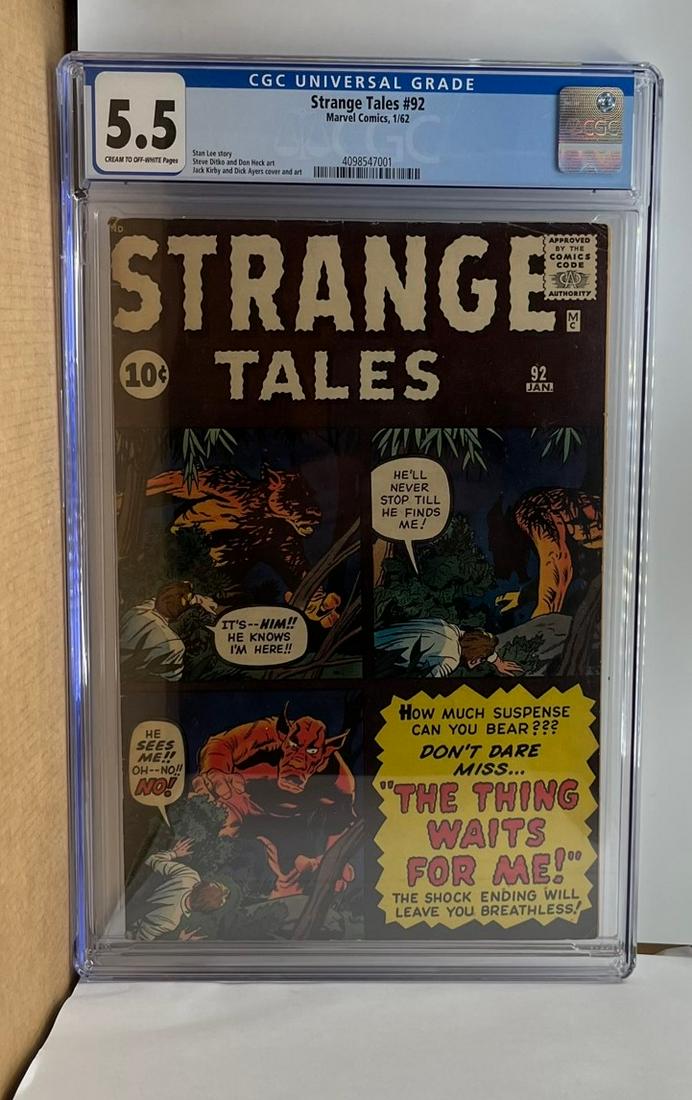 CGC UNIVERSAL GRADE
5.5
CREAM TO OFF-WHITE Pages
Strange Tales #92
Marvel Comics, 1/62
Stan Lee story
Steve Ditko and Don Heck art
Jack Kirby and Dick Ayers cover and art
4098547001
CGC
CGC
ND
STRANGE
TALES
APPROVED
BY THE
COMICS
CODE
CA
AUTHORITY
M
C
10¢
92
JAN.
IT'S--HIM!!
HE KNOWS
I'M HERE!!
HE'LL
NEVER
STOP TILL
HE FINDS
ME!
HE
SEES
ME!!
OH--NO!!
NO!
HOW MUCH SUSPENSE
CAN YOU BEAR???
DON'T DARE
MISS...
"THE THING
WAITS
FOR ME!"
THE SHOCK ENDING WILL
LEAVE YOU BREATHLESS!